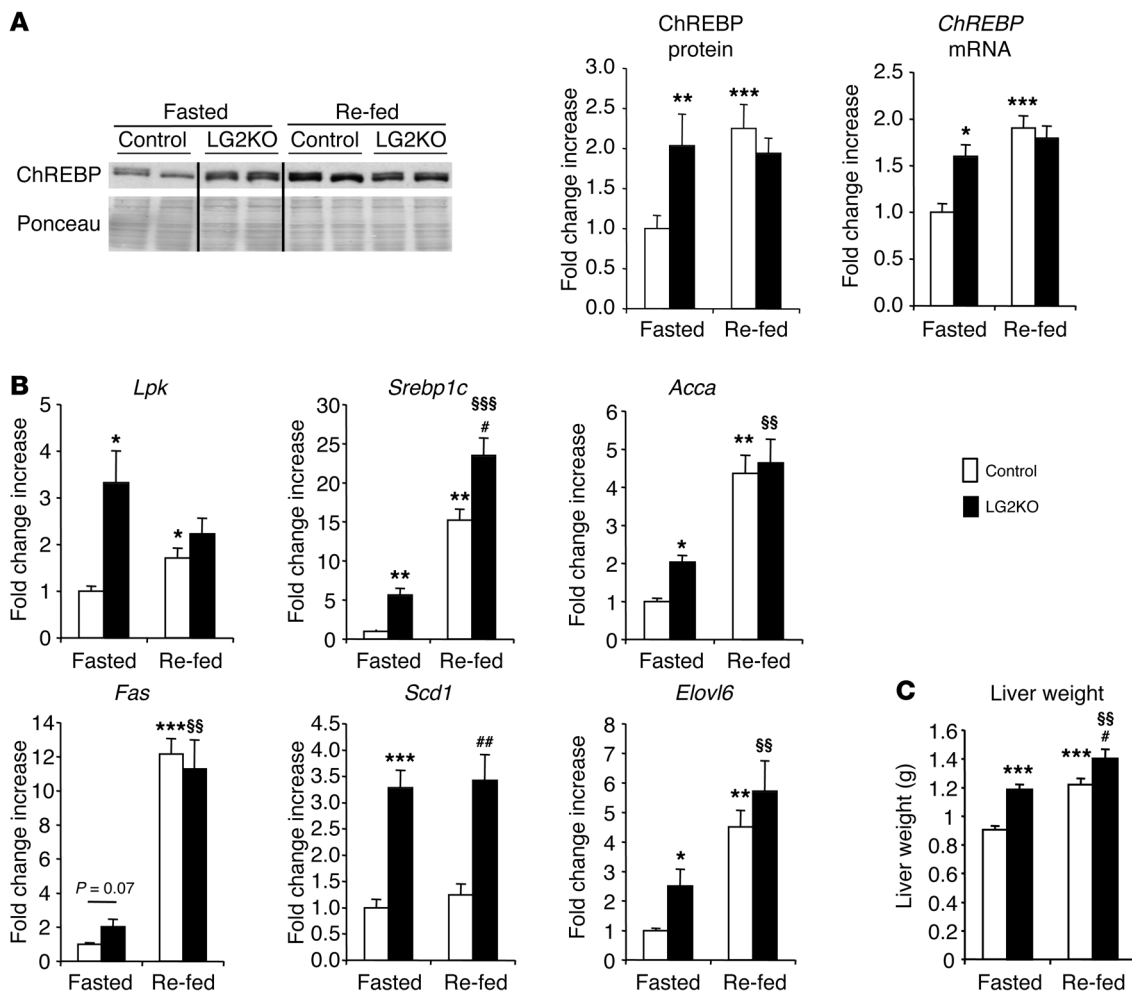 A
Fasted Re-fed
Control LG2KO Control LG2KO
ChREBP
Ponceau
ChREBP
protein
Fold change increase
3.0
2.5
2.0
1.5
1.0
0.5
0.0
**
***
Fasted Re-fed
ChREBP
mRNA
Fold change increase
2.5
2.0
1.5
1.0
0.5
0.0
*
***
Fasted Re-fed
B
Lpk
Fold change increase
5
4
3
2
1
0
*
*
Fasted Re-fed
Srebp1c
Fold change increase
30
25
20
15
10
5
0
**
**
§§§
#
Fasted Re-fed
Acca
Fold change increase
6
5
4
3
2
1
0
*
**
§§
Fasted Re-fed
Control
LG2KO
Fas
Fold change increase
14
12
10
8
6
4
2
0
P = 0.07
***
§§
Fasted Re-fed
Scd1
Fold change increase
4.5
4.0
3.5
3.0
2.5
2.0
1.5
1.0
0.5
0.0
***
##
Fasted Re-fed
Elovl6
Fold change increase
8
7
6
5
4
3
2
1
0
*
**
§§
Fasted Re-fed
C
Liver weight
Liver weight (g)
1.6
1.4
1.2
1
0.8
0.6
0.4
0.2
0
***
***
§§
#
Fasted Re-fed